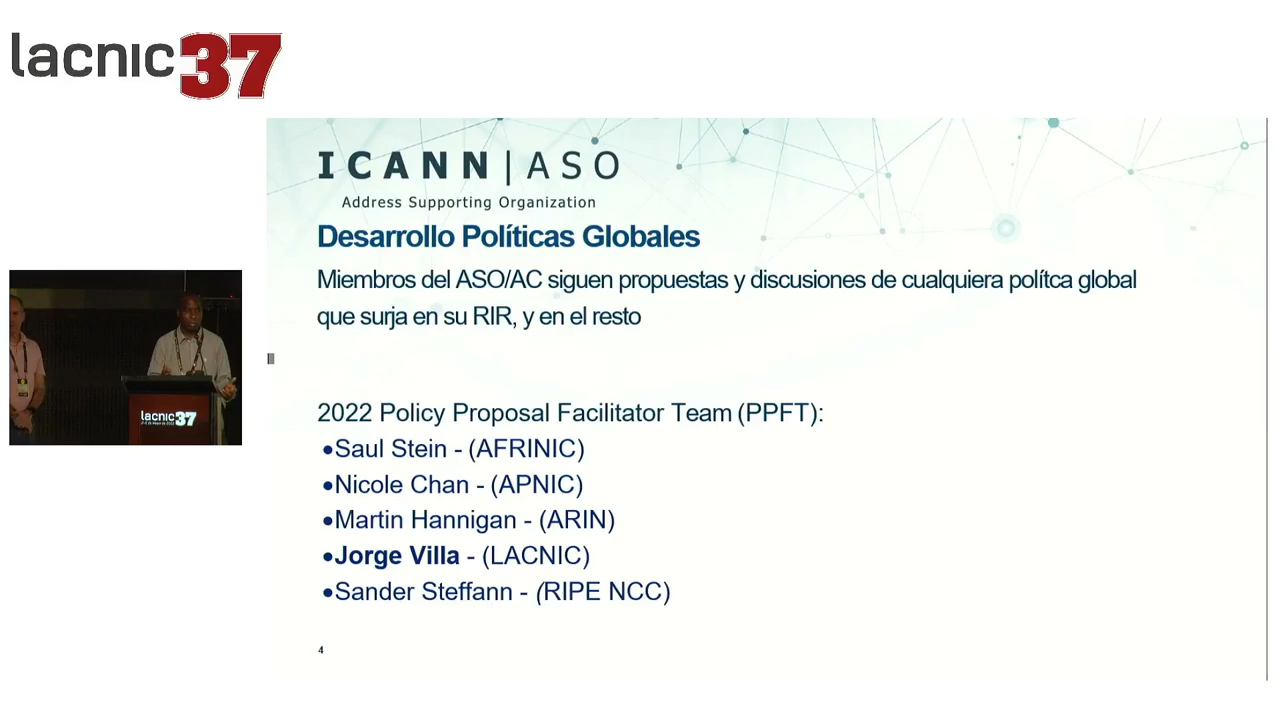 lacnic37
ICANN|ASO
Address Supporting Organization
Desarrollo Políticas Globales
Miembros del ASO/AC siguen propuestas y discusiones de cualquiera polítca global
que surja en su RIR, y en el resto
2022 Policy Proposal Facilitator Team (PPFT):
•Saul Stein - (AFRINIC)
•Nicole Chan - (APNIC)
•Martin Hannigan - (ARIN)
•Jorge Villa - (LACNIC)
•Sander Steffann - (RIPE NCC)
4
lacnic37